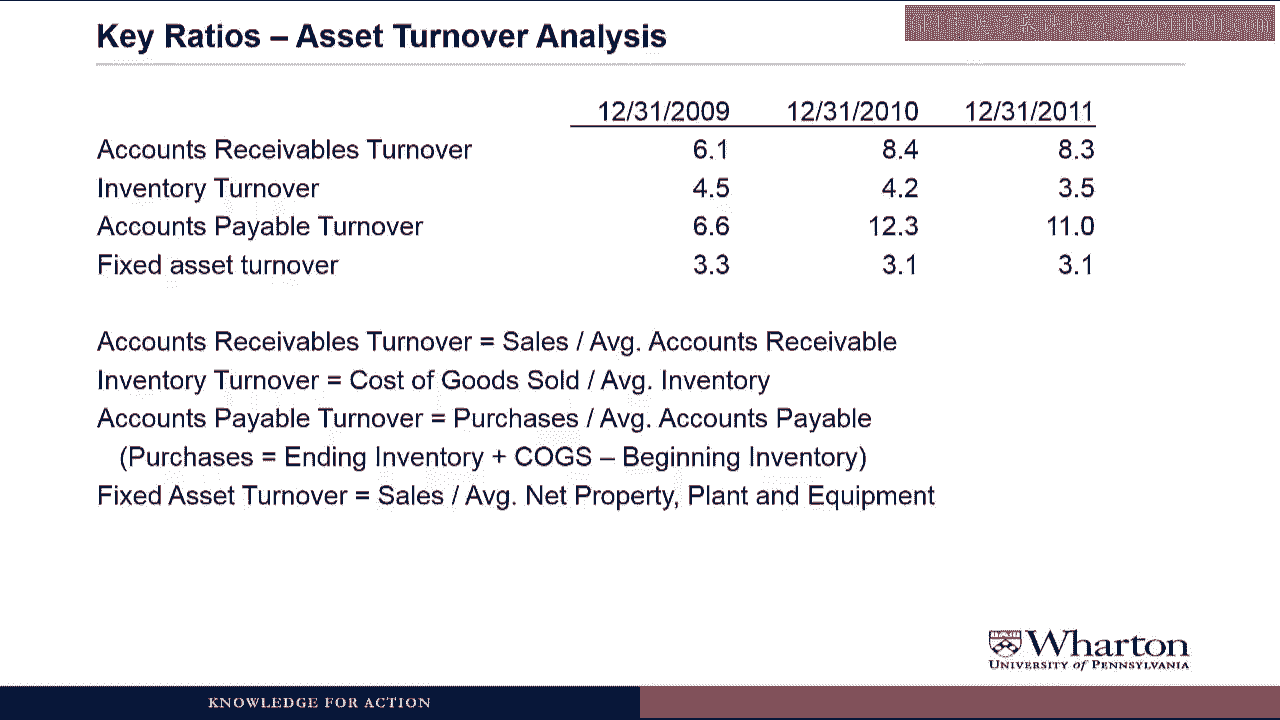 Key Ratios – Asset Turnover Analysis
12/31/2009 12/31/2010 12/31/2011
Accounts Receivables Turnover 6.1 8.4 8.3
Inventory Turnover 4.5 4.2 3.5
Accounts Payable Turnover 6.6 12.3 11.0
Fixed asset turnover 3.3 3.1 3.1
Accounts Receivables Turnover = Sales / Avg. Accounts Receivable
Inventory Turnover = Cost of Goods Sold / Avg. Inventory
Accounts Payable Turnover = Purchases / Avg. Accounts Payable
(Purchases = Ending Inventory + COGS – Beginning Inventory)
Fixed Asset Turnover = Sales / Avg. Net Property, Plant and Equipment
Wharton
UNIVERSITY of PENNSYLVANIA
KNOWLEDGE FOR ACTION